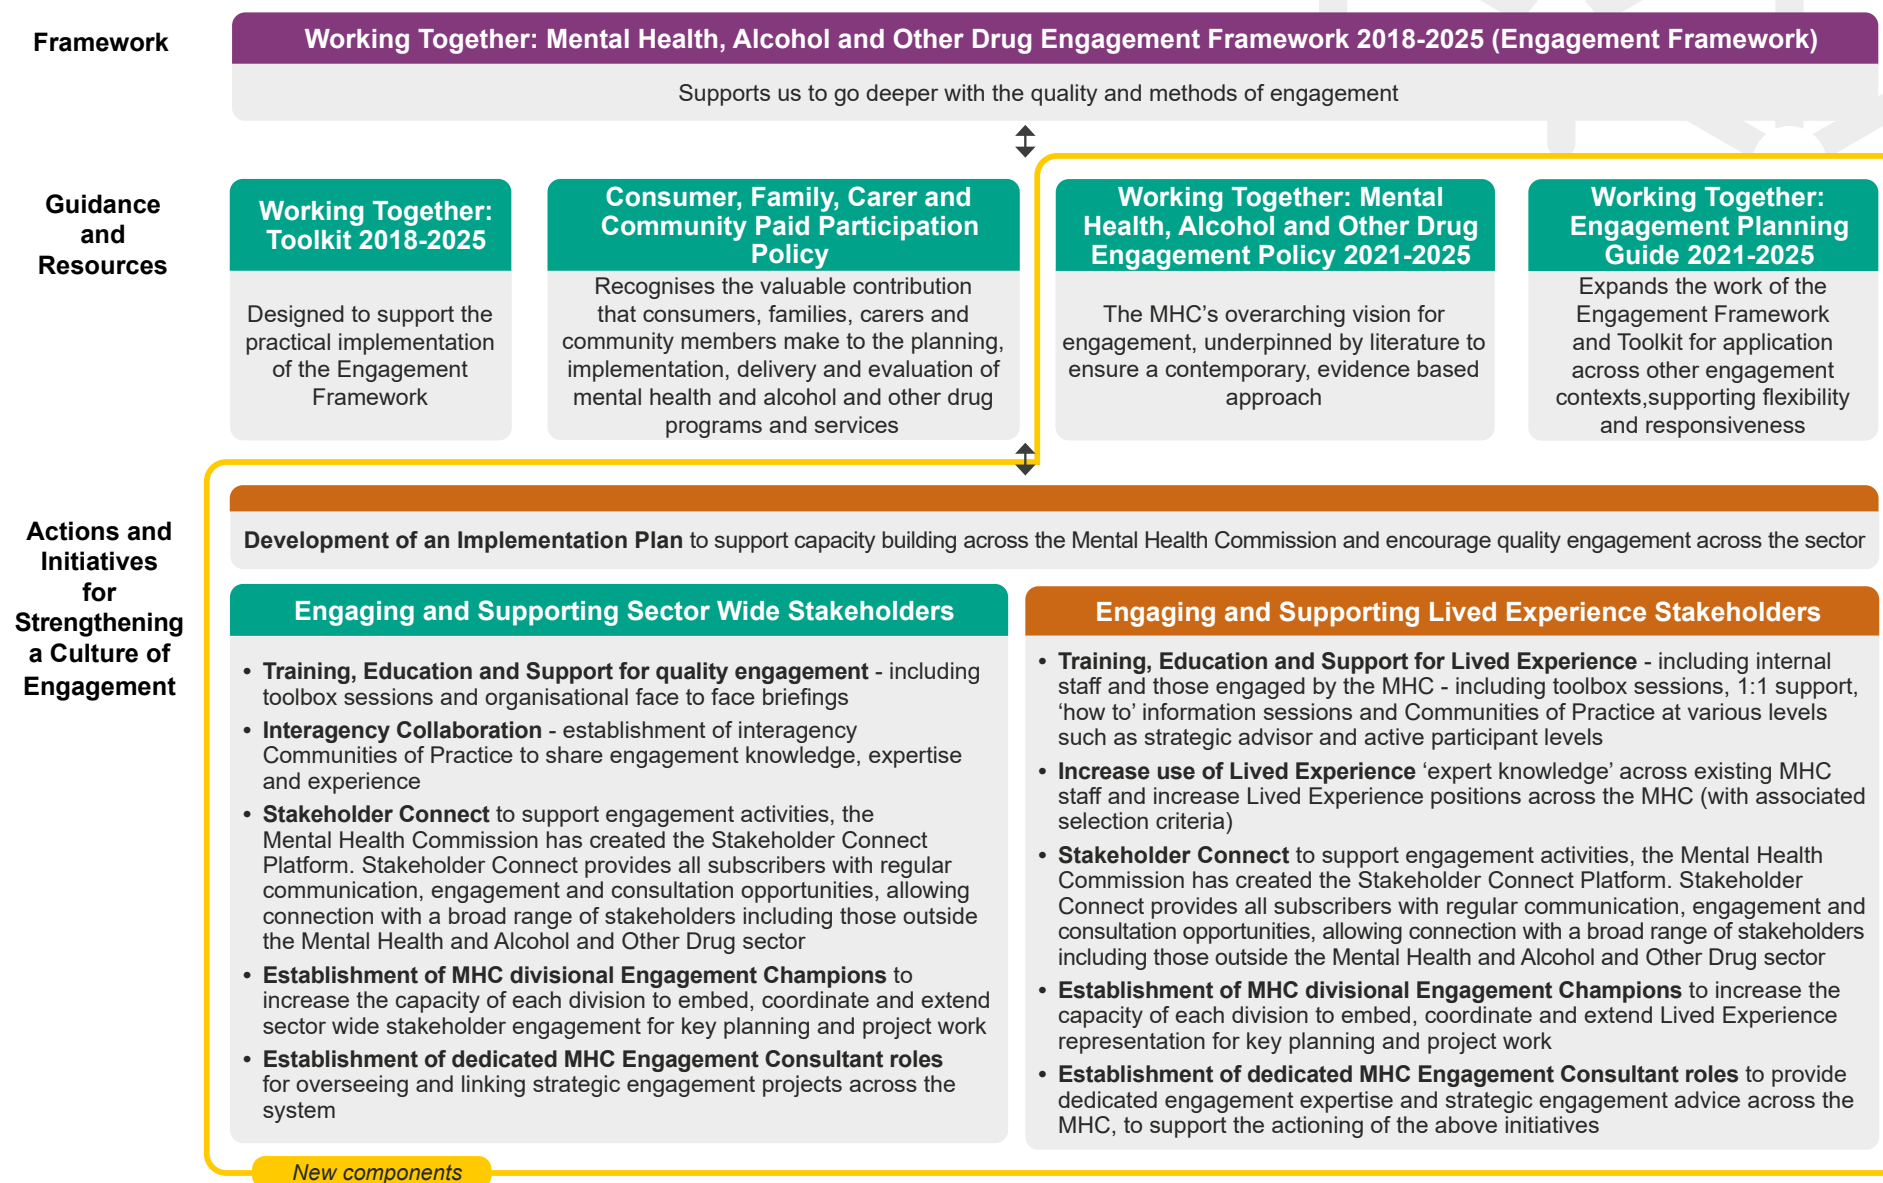 Framework
Working Together: Mental Health, Alcohol and Other Drug Engagement Framework 2018-2025 (Engagement Framework)
Supports us to go deeper with the quality and methods of engagement
Guidance
and
Resources
Working Together:
Toolkit 2018-2025
Designed to support the
practical implementation
of the Engagement
Framework
Consumer, Family, Carer and
Community Paid Participation
Policy
Recognises the valuable contribution
that consumers, families, carers and
community members make to the planning,
implementation, delivery and evaluation of
mental health and alcohol and other drug
programs and services
Working Together: Mental
Health, Alcohol and Other Drug
Engagement Policy 2021-2025
The MHC’s overarching vision for
engagement, underpinned by literature to
ensure a contemporary, evidence based
approach
Working Together:
Engagement Planning
Guide 2021-2025
Expands the work of the
Engagement Framework
and Toolkit for application
across other engagement
contexts,supporting flexibility
and responsiveness
Actions and
Initiatives
for
Strengthening
a Culture of
Engagement
Development of an Implementation Plan to support capacity building across the Mental Health Commission and encourage quality engagement across the sector
Engaging and Supporting Sector Wide Stakeholders
• Training, Education and Support for quality engagement - including
toolbox sessions and organisational face to face briefings
• Interagency Collaboration - establishment of interagency
Communities of Practice to share engagement knowledge, expertise
and experience
• Stakeholder Connect to support engagement activities, the
Mental Health Commission has created the Stakeholder Connect
Platform. Stakeholder Connect provides all subscribers with regular
communication, engagement and consultation opportunities, allowing
connection with a broad range of stakeholders including those outside
the Mental Health and Alcohol and Other Drug sector
• Establishment of MHC divisional Engagement Champions to
increase the capacity of each division to embed, coordinate and extend
sector wide stakeholder engagement for key planning and project work
• Establishment of dedicated MHC Engagement Consultant roles
for overseeing and linking strategic engagement projects across the
system
Engaging and Supporting Lived Experience Stakeholders
• Training, Education and Support for Lived Experience - including internal
staff and those engaged by the MHC - including toolbox sessions, 1:1 support,
‘how to’ information sessions and Communities of Practice at various levels
such as strategic advisor and active participant levels
• Increase use of Lived Experience ‘expert knowledge’ across existing MHC
staff and increase Lived Experience positions across the MHC (with associated
selection criteria)
• Stakeholder Connect to support engagement activities, the Mental Health
Commission has created the Stakeholder Connect Platform. Stakeholder
Connect provides all subscribers with regular communication, engagement and
consultation opportunities, allowing connection with a broad range of stakeholders
including those outside the Mental Health and Alcohol and Other Drug sector
• Establishment of MHC divisional Engagement Champions to increase the
capacity of each division to embed, coordinate and extend Lived Experience
representation for key planning and project work
• Establishment of dedicated MHC Engagement Consultant roles to provide
dedicated engagement expertise and strategic engagement advice across the
MHC, to support the actioning of the above initiatives
New components